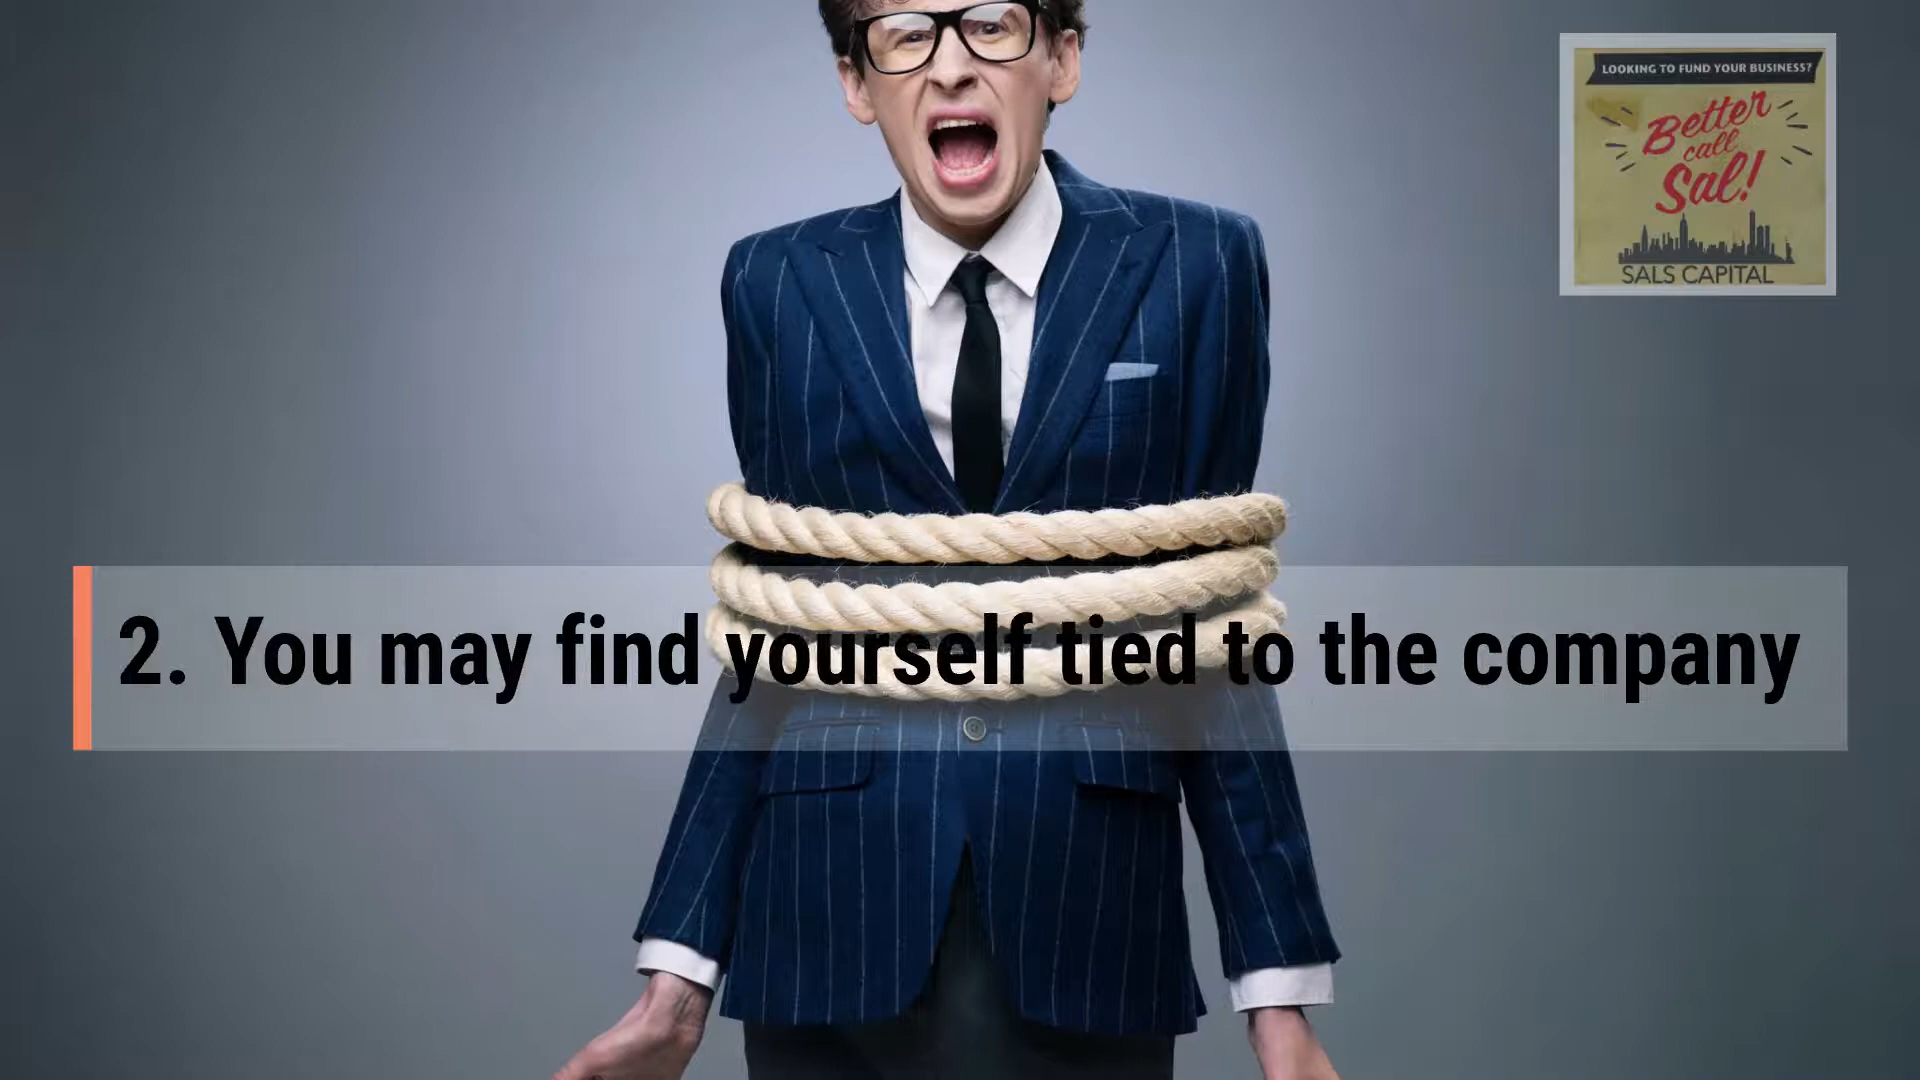 LOOKING TO FUND YOUR BUSINESS?
Better
call
Sal!
SALS CAPITAL
2. You may find yourself tied to the company